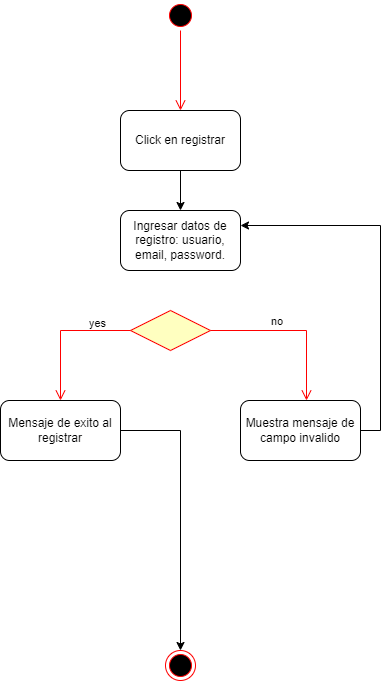 Click en registrar
Ingresar datos de
registro: usuario,
email, password.
yes
no
Mensaje de exito al
registrar
Muestra mensaje de
campo invalido